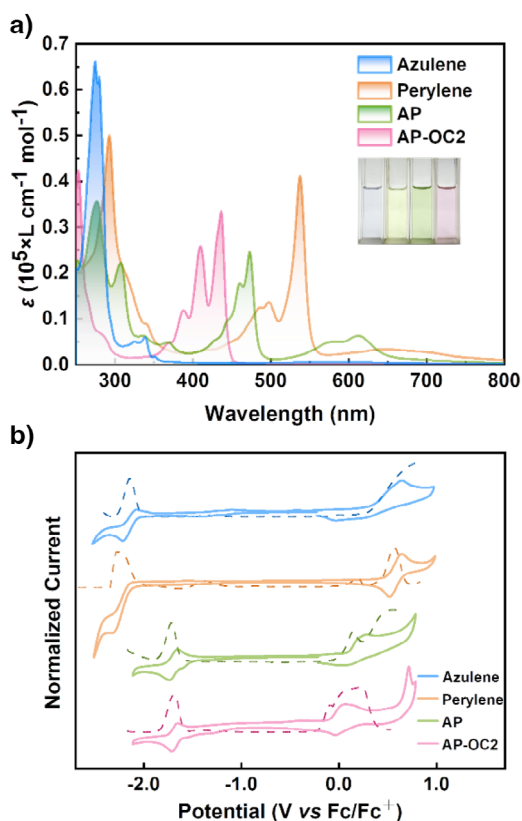 a)
0.7
0.6
0.5
0.4
0.3
0.2
0.1
0.0
ε (10⁵×L cm⁻¹ mol⁻¹)
Azulene
Perylene
AP
AP-OC2
300 400 500 600 700 800
Wavelength (nm)
b)
Normalized Current
Azulene
Perylene
AP
AP-OC2
-2.0 -1.0 0.0 1.0
Potential (V vs Fc/Fc⁺)